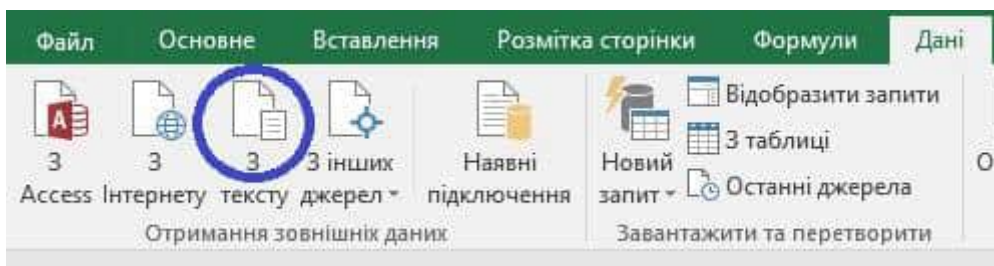 Файл Основне Вставлення Розмітка сторінки Формули Дані
З Access
З Інтернету
З тексту
З інших джерел
Наявні підключення
Новий запит
Відобразити запити
З таблиці
Останні джерела
О
Отримання зовнішніх даних
Завантажити та перетворити